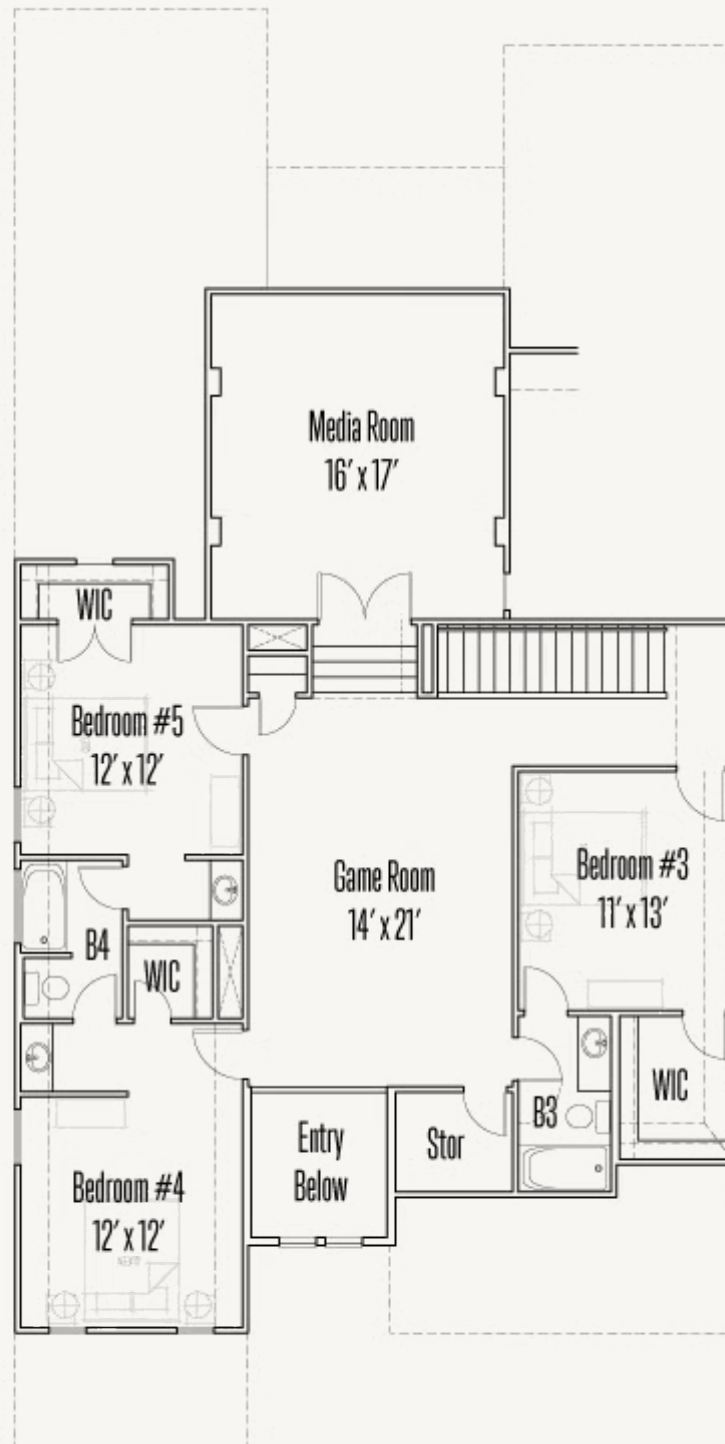 Media Room
16′ x 17′
WIC
Bedroom #5
12′ x 12′
Game Room
14′ x 21′
Bedroom #3
11′ x 13′
B4
WIC
WIC
B3
Entry
Below
Stor
Bedroom #4
12′ x 12′